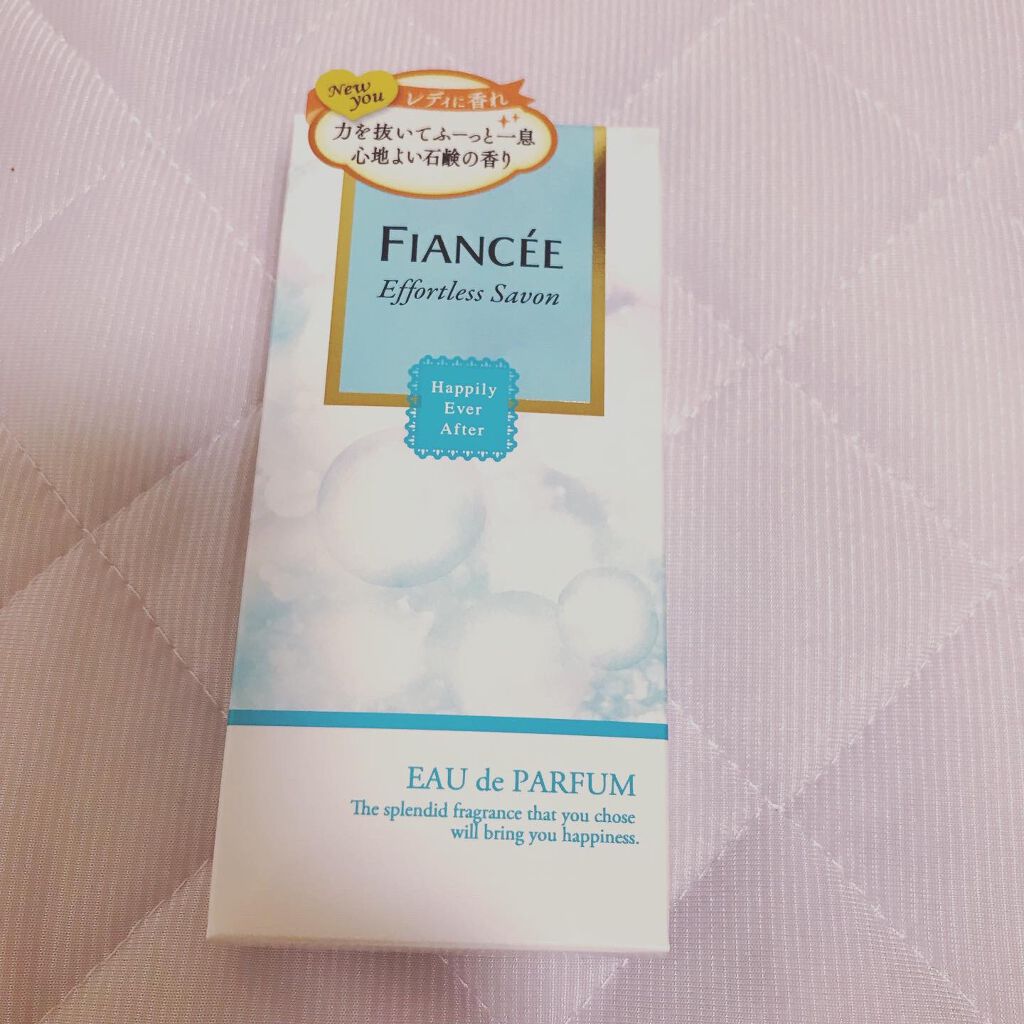 New
you
レディに香れ
力を抜いてふーっと一息
心地よい石鹸の香り
FIANCÉE
Effortless Savon
Happily
Ever
After
EAU de PARFUM
The splendid fragrance that you chose
will bring you happiness.